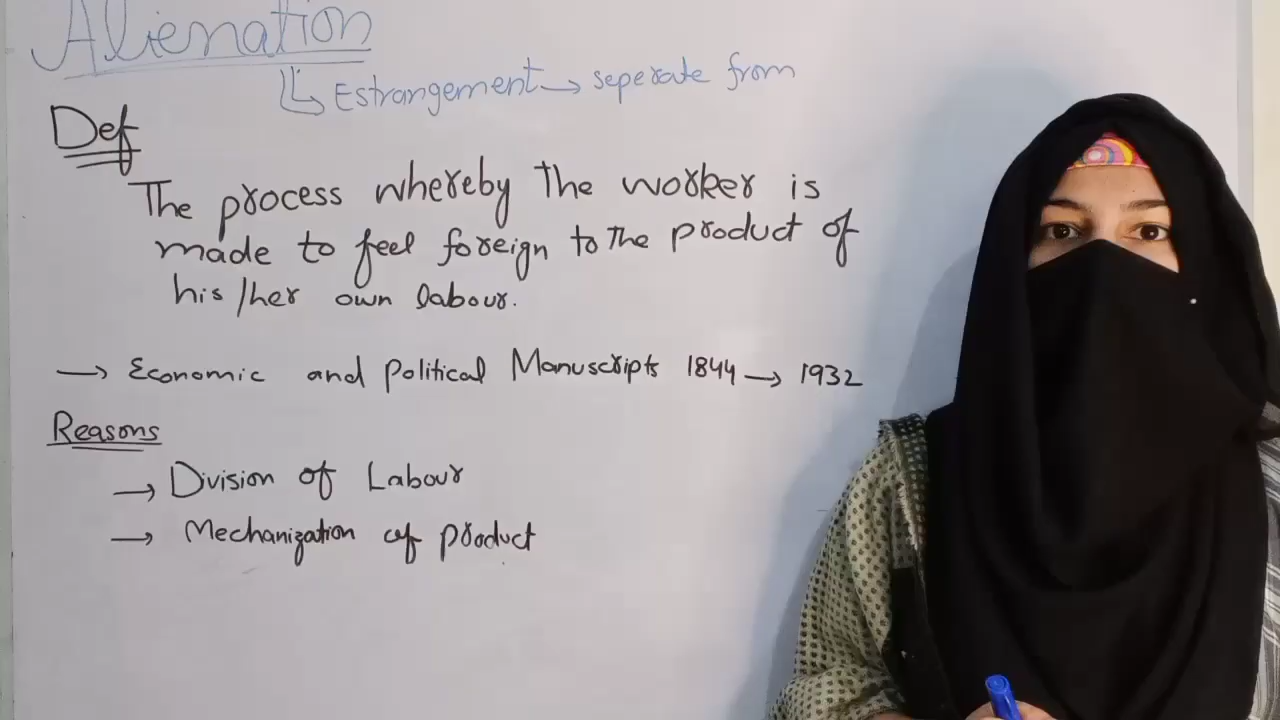 Alienation
↳ Estrangement → seperate from
Def
The process whereby the worker is
made to feel foreign to the product of
his/her own labour.
→ Economic and Political Manuscripts 1844 → 1932
Reasons
→ Division of Labour
→ Mechanization of product